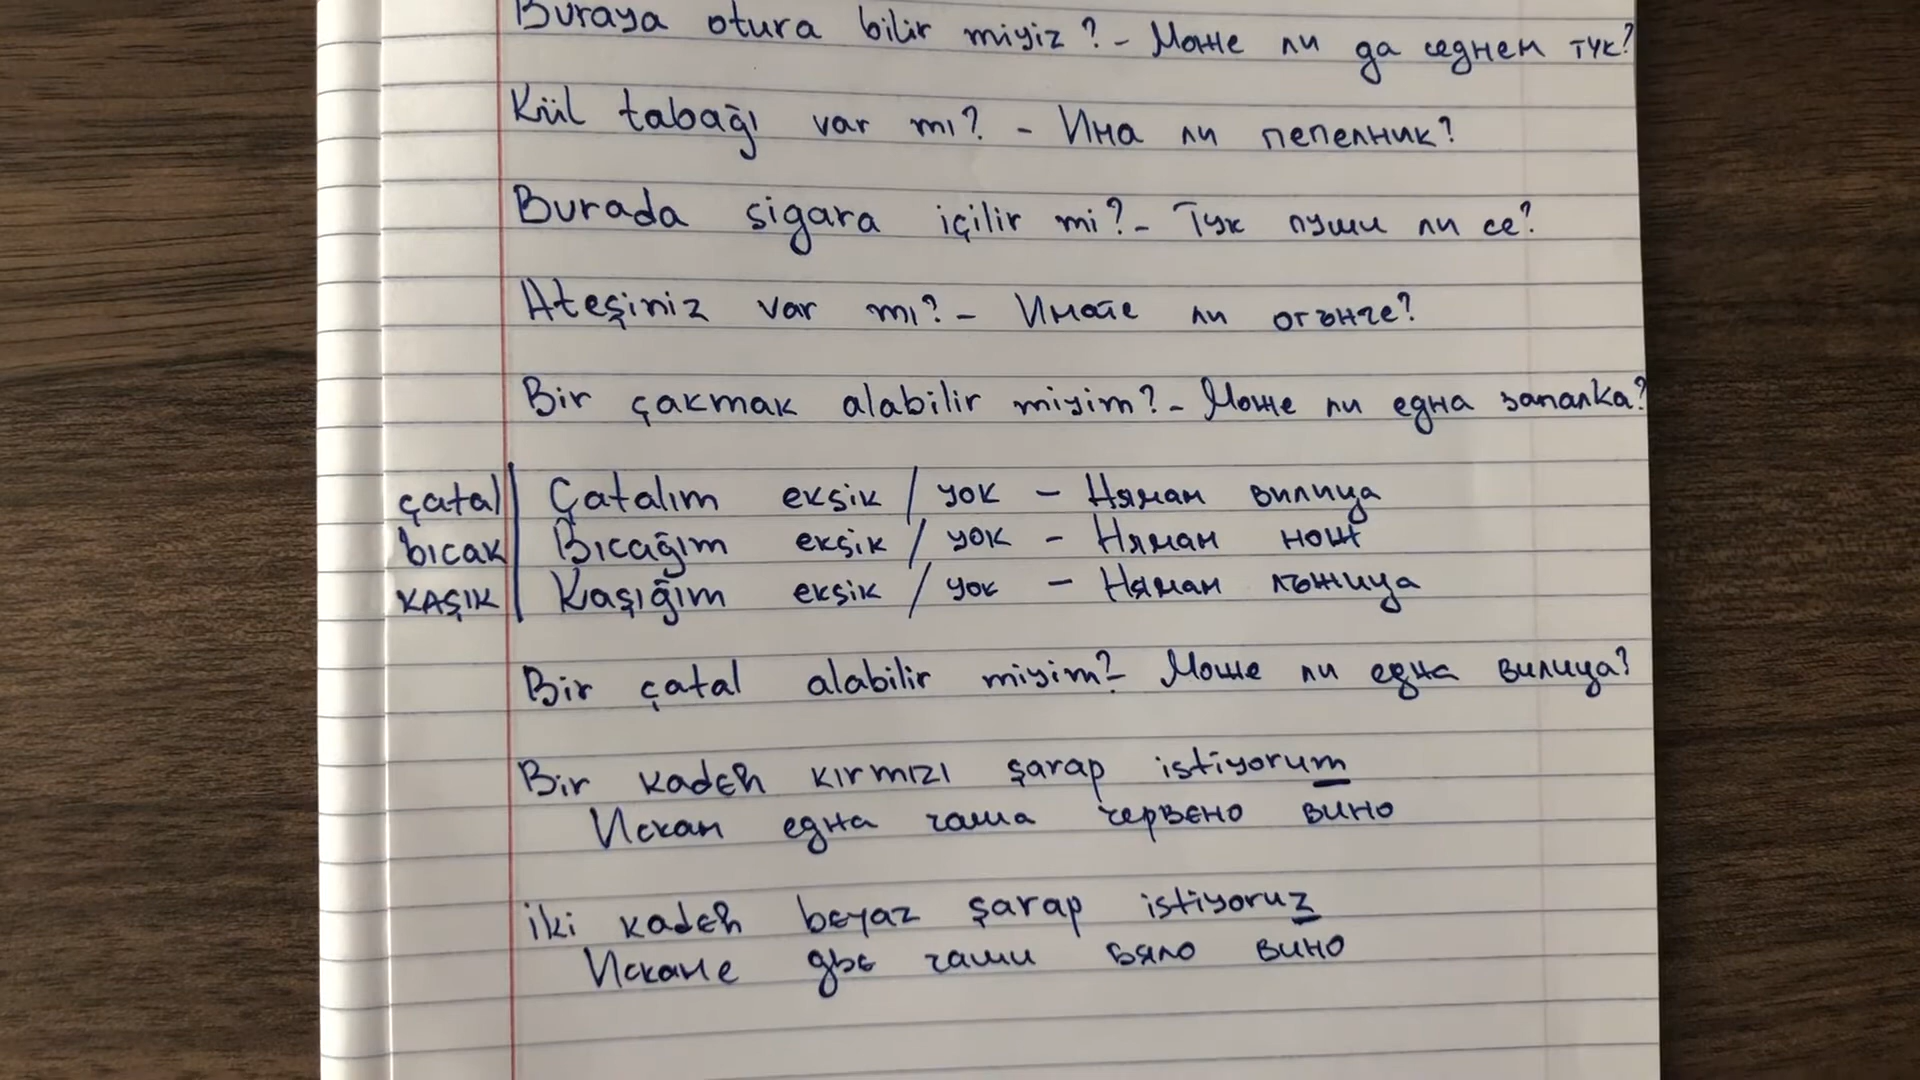 Buraya otura bilir miyiz? - Може ли да седнем тук?
Kül tabağı var mı? - Има ли пепелник?
Burada sigara içilir mi? - Тук пуши ли се?
Ateşiniz var mı? - Имате ли огънче?
Bir çakmak alabilir miyim? - Може ли една запалка?
çatal | Çatalım eksik / yok - Нямам вилица
bıcak | Bıcağım eksik / yok - Нямам нож
KAŞIK | Kaşığım eksik / yok - Нямам лъжица
Bir çatal alabilir miyim? - Може ли една вилица?
Bir kadeh kırmızı şarap istiyorum
Искам една чаша червено вино
İki kadeh beyaz şarap istiyoruz
Искаме две чаши бяло вино